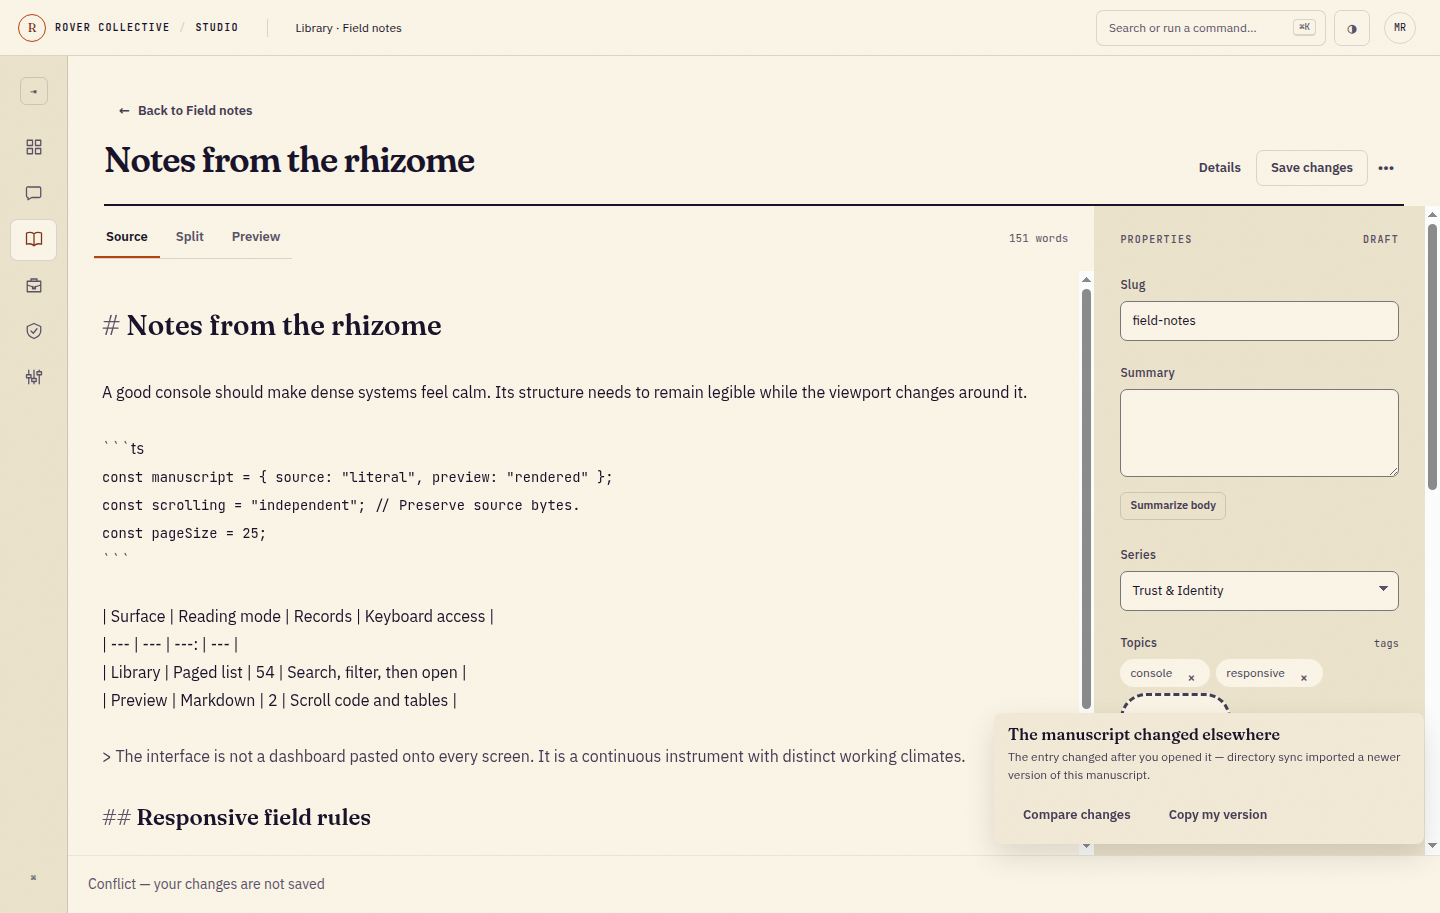 R ROVER COLLECTIVE / STUDIO
Library · Field notes
Search or run a command... ⌘K
MR
← Back to Field notes
Notes from the rhizome
Details
Save changes
•••
Source
Split
Preview
151 words
# Notes from the rhizome
A good console should make dense systems feel calm. Its structure needs to remain legible while the viewport changes around it.
```ts
const manuscript = { source: "literal", preview: "rendered" };
const scrolling = "independent"; // Preserve source bytes.
const pageSize = 25;
```
| Surface | Reading mode | Records | Keyboard access |
| --- | --- | ---: | --- |
| Library | Paged list | 54 | Search, filter, then open |
| Preview | Markdown | 2 | Scroll code and tables |
> The interface is not a dashboard pasted onto every screen. It is a continuous instrument with distinct working climates.
## Responsive field rules
PROPERTIES
DRAFT
Slug
field-notes
Summary
Summarize body
Series
Trust & Identity
Topics
tags
console ×
responsive ×
The manuscript changed elsewhere
The entry changed after you opened it — directory sync imported a newer
version of this manuscript.
Compare changes
Copy my version
⌘
Conflict — your changes are not saved